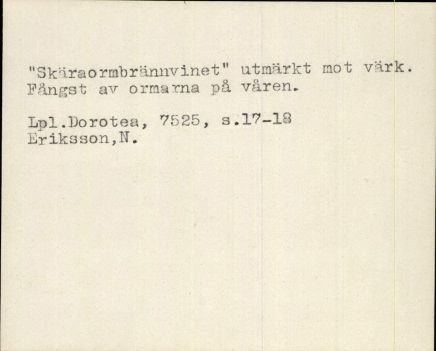 "Skäraormbrännvinet" utmärkt mot värk.
Fångst av ormarna på våren.
Lpl.Dorotea, 7525, s.17-18
Eriksson,N.